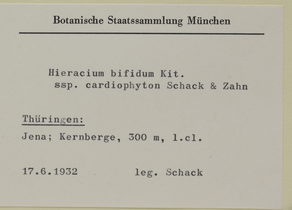 Botanische Staatssammlung München
Hieracium bifidum Kit.
ssp. cardiophyton Schack & Zahn
Thüringen:
Jena; Kernberge, 300 m, l.cl.
17.6.1932 leg. Schack